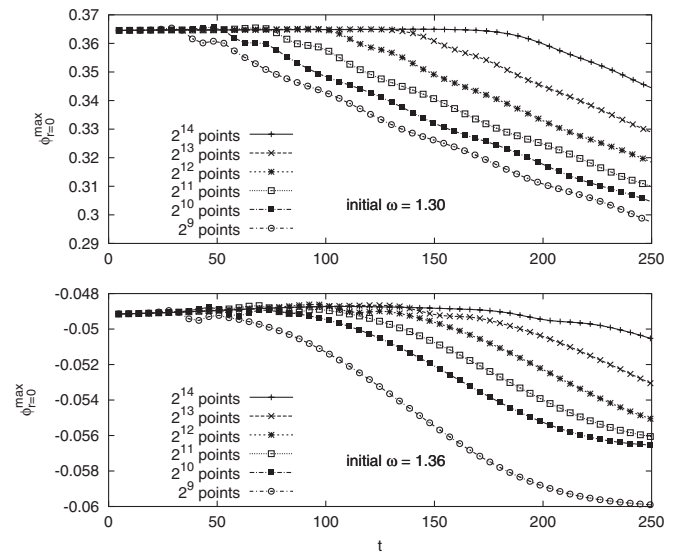 0.37
0.36
0.35
0.34
0.33
0.32
0.31
0.3
0.29
ϕ_{r=0}^{max}
2^{14} points
2^{13} points
2^{12} points
2^{11} points
2^{10} points
2^{9} points
initial ω = 1.30
0 50 100 150 200 250
-0.048
-0.05
-0.052
-0.054
-0.056
-0.058
-0.06
ϕ_{r=0}^{max}
2^{14} points
2^{13} points
2^{12} points
2^{11} points
2^{10} points
2^{9} points
initial ω = 1.36
0 50 100 150 200 250
t